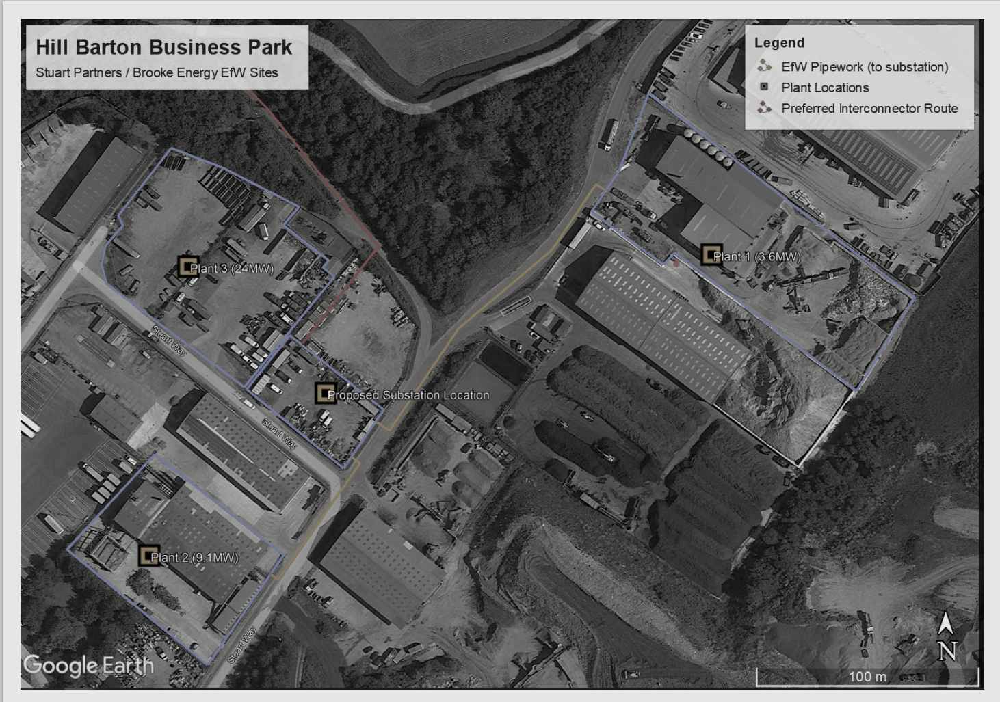 Hill Barton Business Park
Stuart Partners / Brooke Energy EfW Sites
Legend
EfW Pipework (to substation)
Plant Locations
Preferred Interconnector Route
Plant 1 (3.6MW)
Plant 3 (24MW)
Stuart Way
Proposed Substation Location
Stuart Way
Plant 2 (9.1MW)
Stuart Way
Google Earth
N
100 m